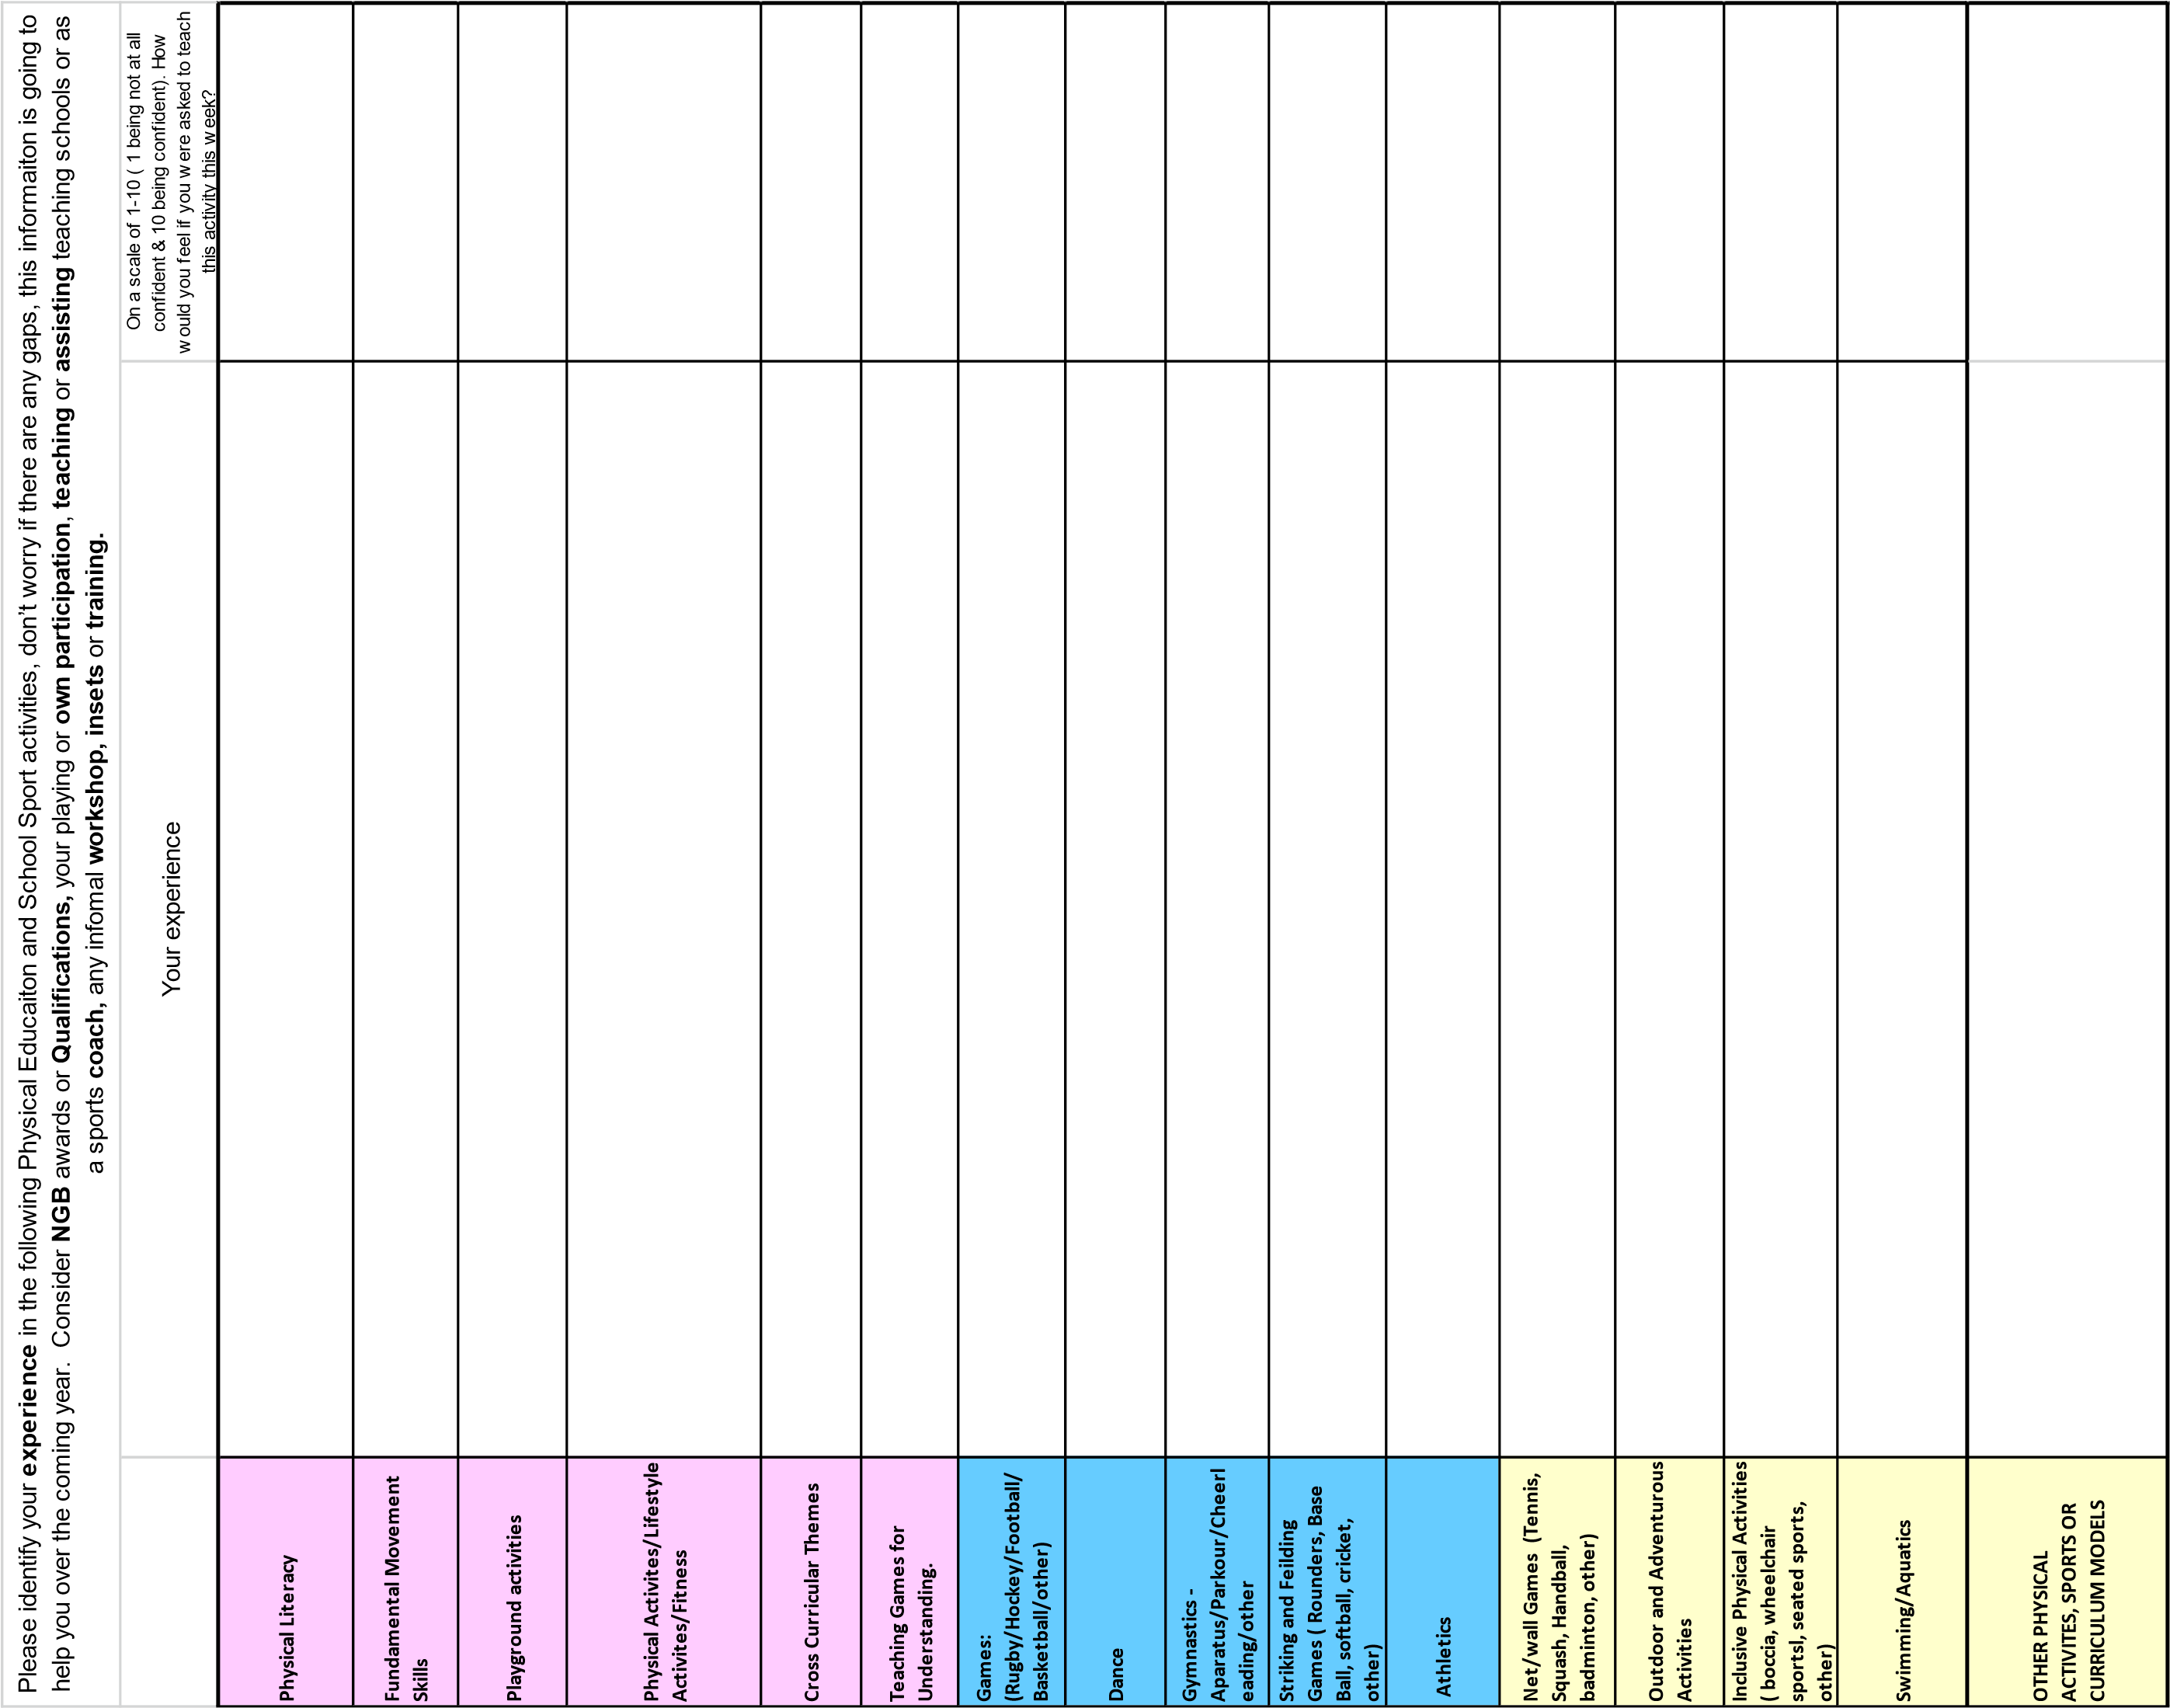 Please identify your experience in the following Physical Educaiton and School Sport activities, don't worry if there are any gaps, this informaiton is going to
help you over the coming year.  Consider NGB awards or Qualifications, your playing or own participation, teaching or assisting teaching schools or as
a sports coach, any infomal workshop, insets or training.
Your experience
On a scale of 1-10 ( 1 being not at all
confident & 10 being confident). How
would you feel if you were asked to teach
this activity this week?
Physical Literacy
Fundamental Movement
Skills
Playground activities
Physical Activites/Lifestyle
Activites/Fitness
Cross Curricular Themes
Teaching Games for
Understanding.
Games:
(Rugby/Hockey/Football/
Basketball/other)
Dance
Gymnastics -
Apparatus/Parkour/Cheerl
eading/other
Striking and Feilding
Games ( Rounders, Base
Ball, softball, cricket,
other)
Athletics
Net/wall Games (Tennis,
Squash, Handball,
badminton, other)
Outdoor and Adventurous
Activities
Inclusive Physical Activities
( boccia, wheelchair
sportsl, seated sports,
other)
Swimming/Aquatics
OTHER PHYSICAL
ACTIVITES, SPORTS OR
CURRICULUM MODELS